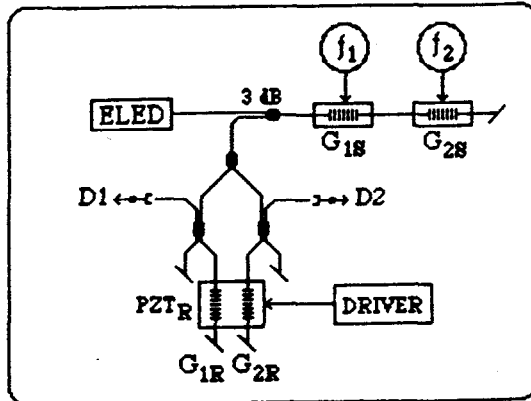 f1 f2
3 dB
ELED
G1S G2S
D1 D2
PZTR DRIVER
G1R G2R